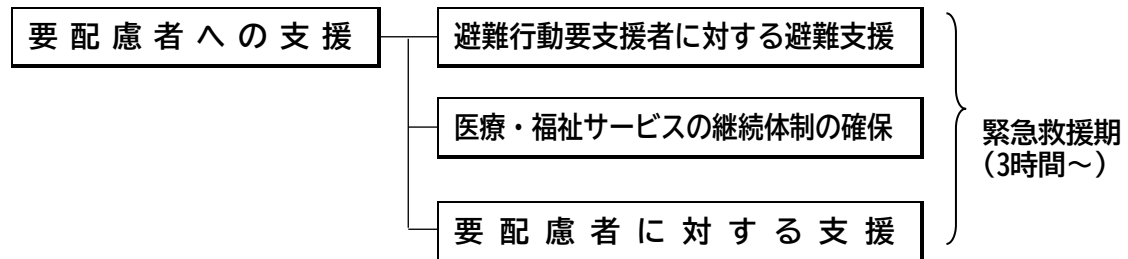 要配慮者への支援
避難行動要支援者に対する避難支援
医療・福祉サービスの継続体制の確保
要配慮者に対する支援
緊急救援期
（3時間～）